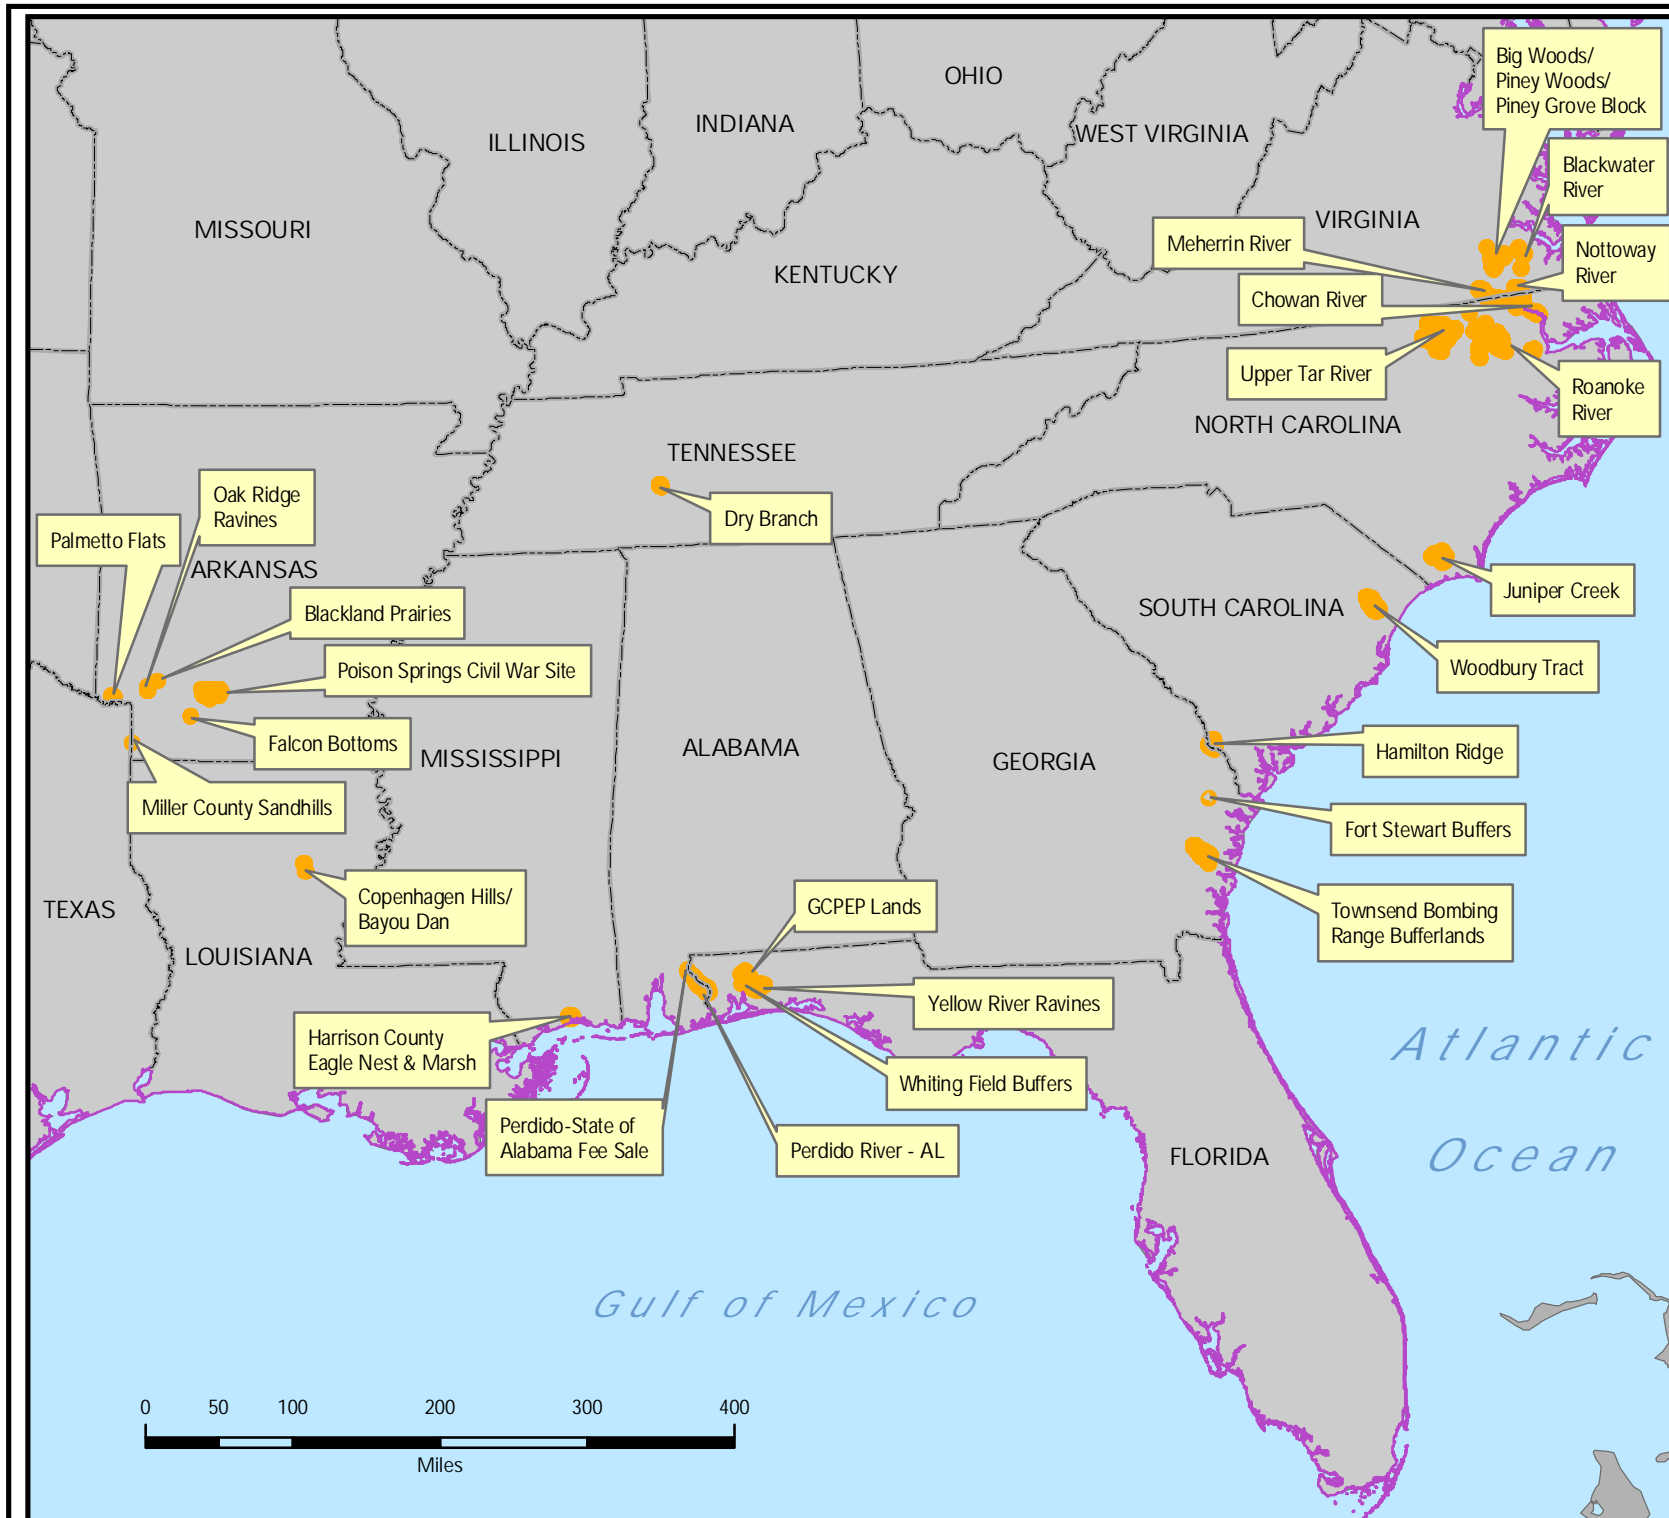 OHIO
Big Woods/
Piney Woods/
Piney Grove Block
INDIANA
ILLINOIS
WEST VIRGINIA
Blackwater
River
MISSOURI
VIRGINIA
Meherrin River
Nottoway
River
KENTUCKY
Chowan River
Upper Tar River
Roanoke
River
NORTH CAROLINA
TENNESSEE
Oak Ridge
Ravines
Dry Branch
Palmetto Flats
ARKANSAS
Juniper Creek
Blackland Prairies
SOUTH CAROLINA
Woodbury Tract
Poison Springs Civil War Site
Falcon Bottoms
MISSISSIPPI
ALABAMA
GEORGIA
Hamilton Ridge
Miller County Sandhills
Fort Stewart Buffers
Copenhagen Hills/
Bayou Dan
GCPEP Lands
TEXAS
Townsend Bombing
Range Bufferlands
LOUISIANA
Yellow River Ravines
Harrison County
Eagle Nest & Marsh
Atlantic
Ocean
Whiting Field Buffers
Perdido-State of
Alabama Fee Sale
Perdido River - AL
FLORIDA
Gulf of Mexico
0 50 100 200 300 400
Miles